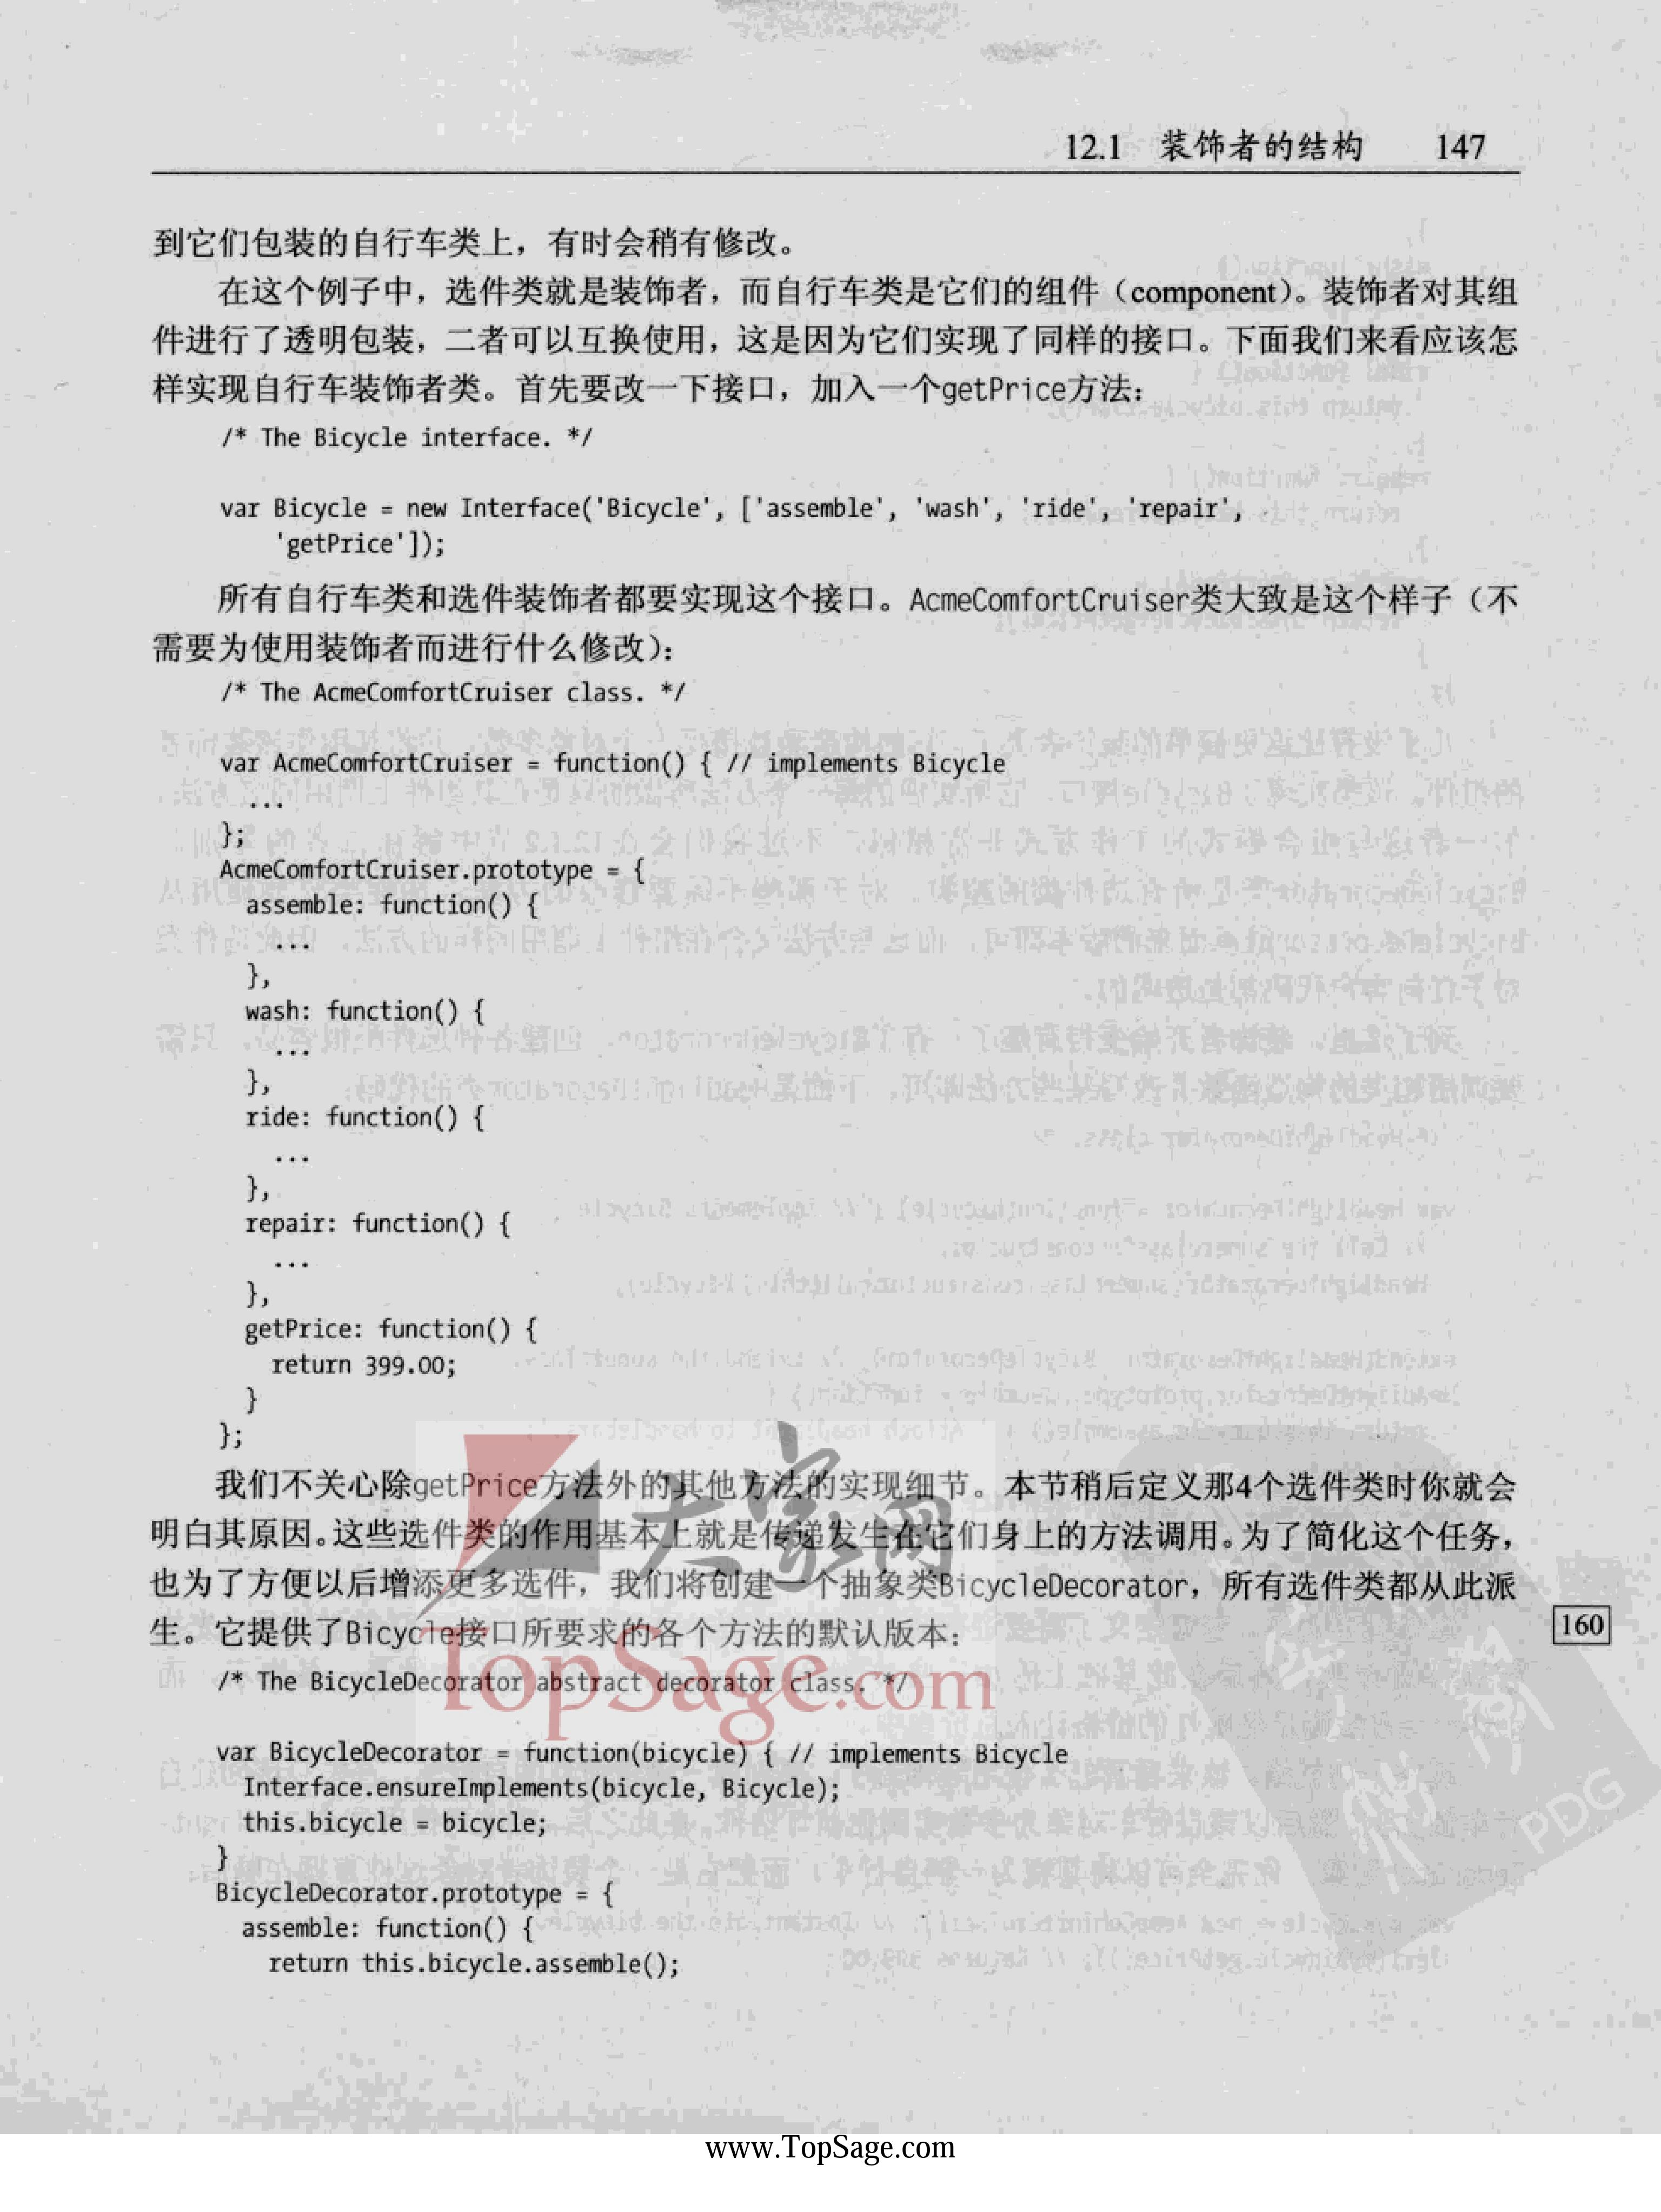 12.1 装饰者的结构 147
到它们包装的自行车类上，有时会稍有修改。
在这个例子中，选件类就是装饰者，而自行车类是它们的组件（component）。装饰者对其组
件进行了透明包装，二者可以互换使用，这是因为它们实现了同样的接口。下面我们来看应该怎
样实现自行车装饰者类。首先要改一下接口，加入一个getPrice方法：
/* The Bicycle interface. */
var Bicycle = new Interface('Bicycle', ['assemble', 'wash', 'ride', 'repair',
'getPrice']);
所有自行车类和选件装饰者都要实现这个接口。AcmeComfortCruiser类大致是这个样子（不
需要为使用装饰者而进行什么修改）：
/* The AcmeComfortCruiser class. */
var AcmeComfortCruiser = function() { // implements Bicycle
...
};
AcmeComfortCruiser.prototype = {
assemble: function() {
...
},
wash: function() {
...
},
ride: function() {
...
},
repair: function() {
...
},
getPrice: function() {
return 399.00;
}
};
我们不关心除getPrice方法外的其他方法的实现细节。本节稍后定义那4个选件类时你就会
明白其原因。这些选件类的作用基本上就是传递发生在它们身上的方法调用。为了简化这个任务，
也为了方便以后增添更多选件，我们将创建一个抽象类BicycleDecorator，所有选件类都从此派
生。它提供了Bicycle接口所要求的各个方法的默认版本：
160
/* The BicycleDecorator abstract decorator class. */
var BicycleDecorator = function(bicycle) { // implements Bicycle
Interface.ensureImplements(bicycle, Bicycle);
this.bicycle = bicycle;
}
BicycleDecorator.prototype = {
assemble: function() {
return this.bicycle.assemble();
大家网
TopSage.com
PDG
www.TopSage.com